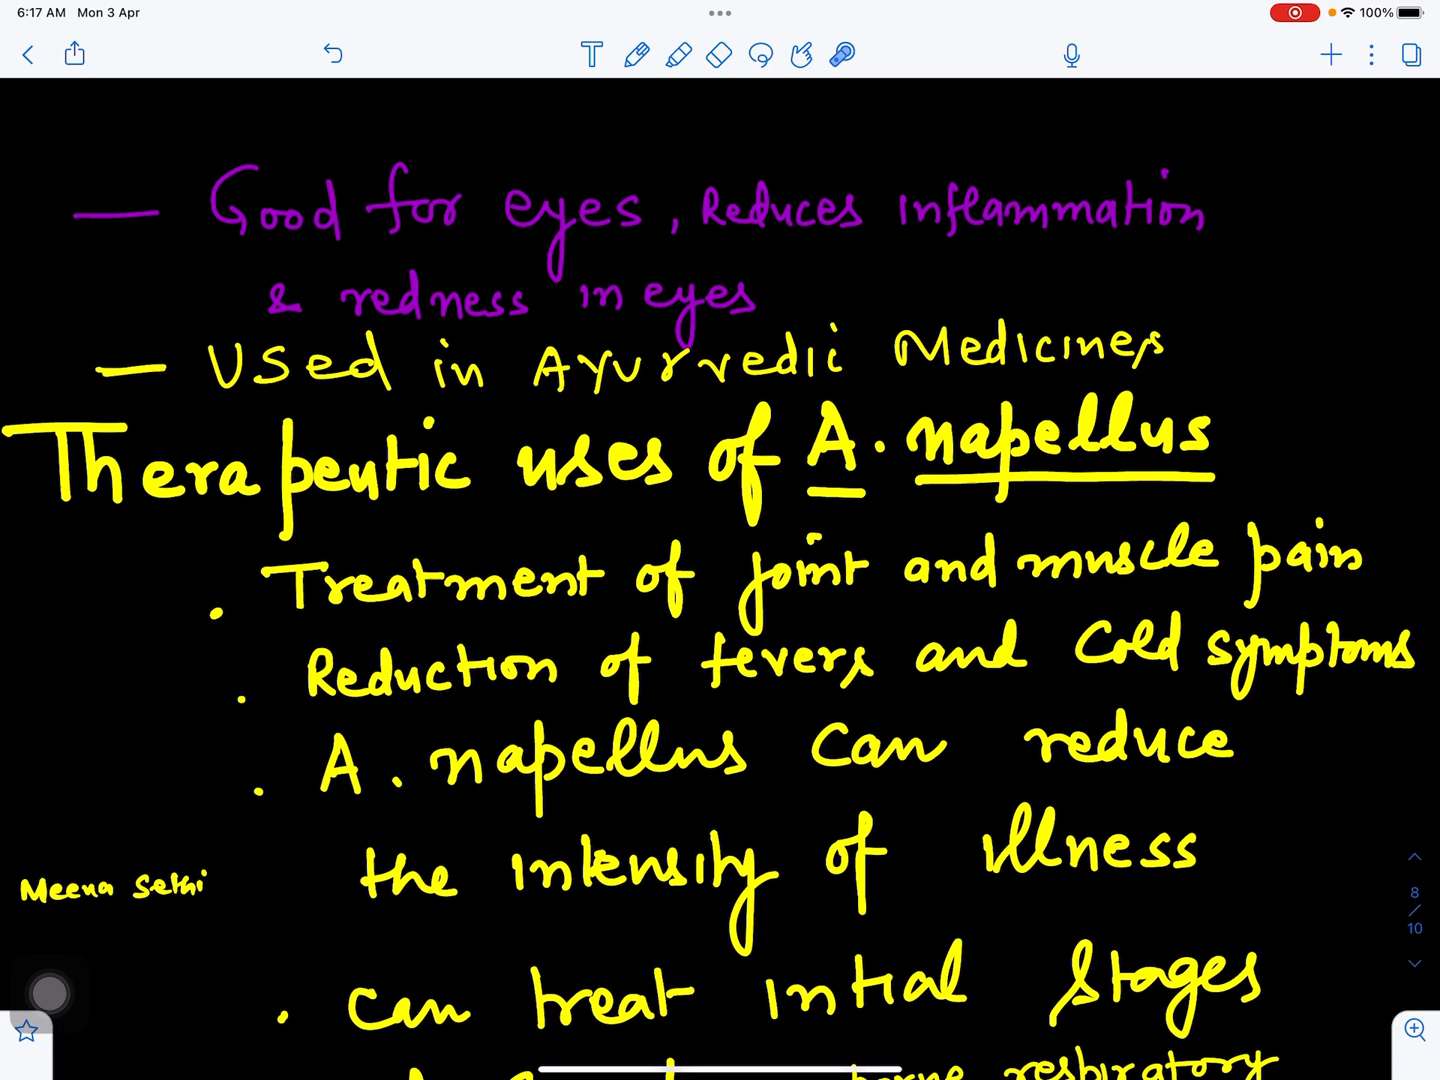 6:17 AM Mon 3 Apr
100%
— Good for eyes, Reduces inflammation
& redness in eyes
— Used in Ayurvedic Medicines
Therapeutic uses of A. napellus
. Treatment of joint and muscle pain
. Reduction of fevers and cold symptoms
. A. napellus can reduce
the intensity of illness
Meena Sethi
8
/
10
. can treat initial stages
respiratory